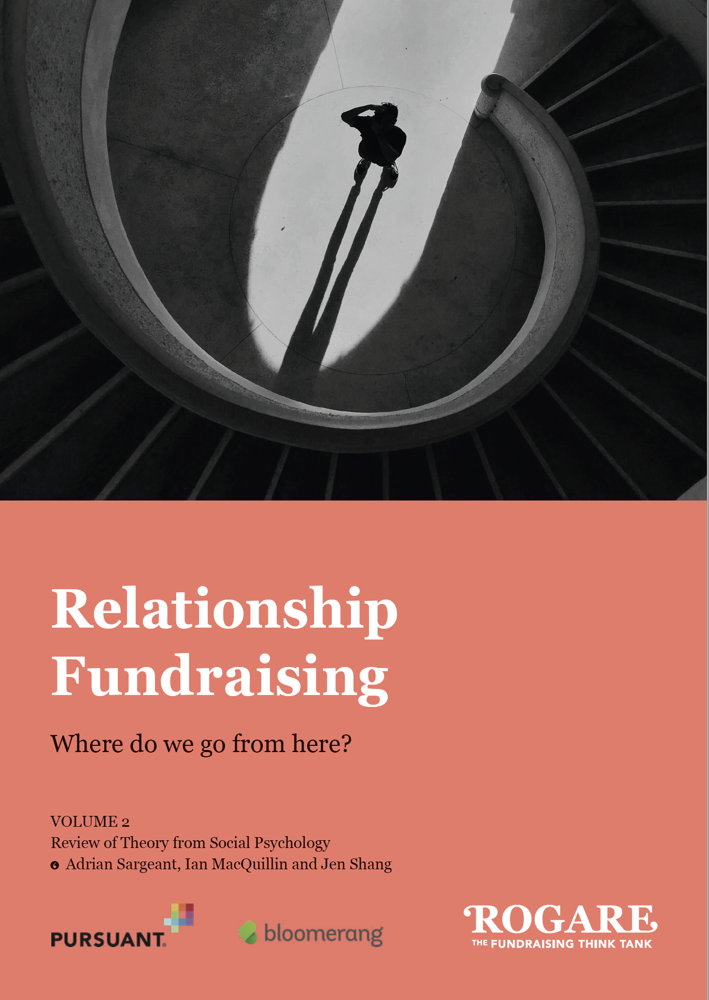 Relationship
Fundraising
Where do we go from here?
VOLUME 2
Review of Theory from Social Psychology
Adrian Sargeant, Ian MacQuillin and Jen Shang
PURSUANT®
bloomerang
ROGARE
THE FUNDRAISING THINK TANK